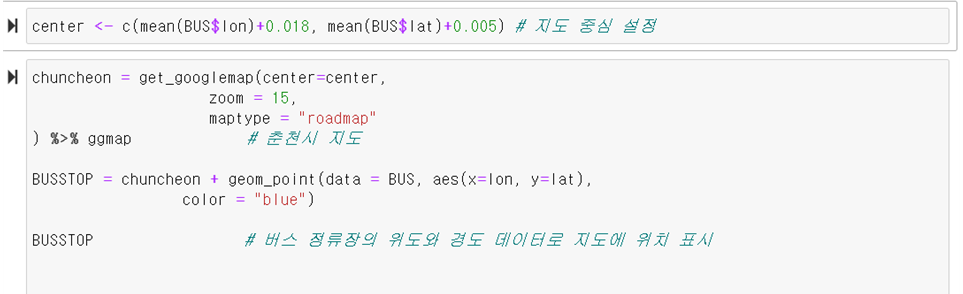 center <- c(mean(BUS$lon)+0.018, mean(BUS$lat)+0.005) # 지도 중심 설정
chuncheon = get_googlemap(center=center,
zoom = 15,
maptype = "roadmap"
) %>% ggmap # 춘천시 지도
BUSSTOP = chuncheon + geom_point(data = BUS, aes(x=lon, y=lat),
color = "blue")
BUSSTOP # 버스 정류장의 위도와 경도 데이터로 지도에 위치 표시